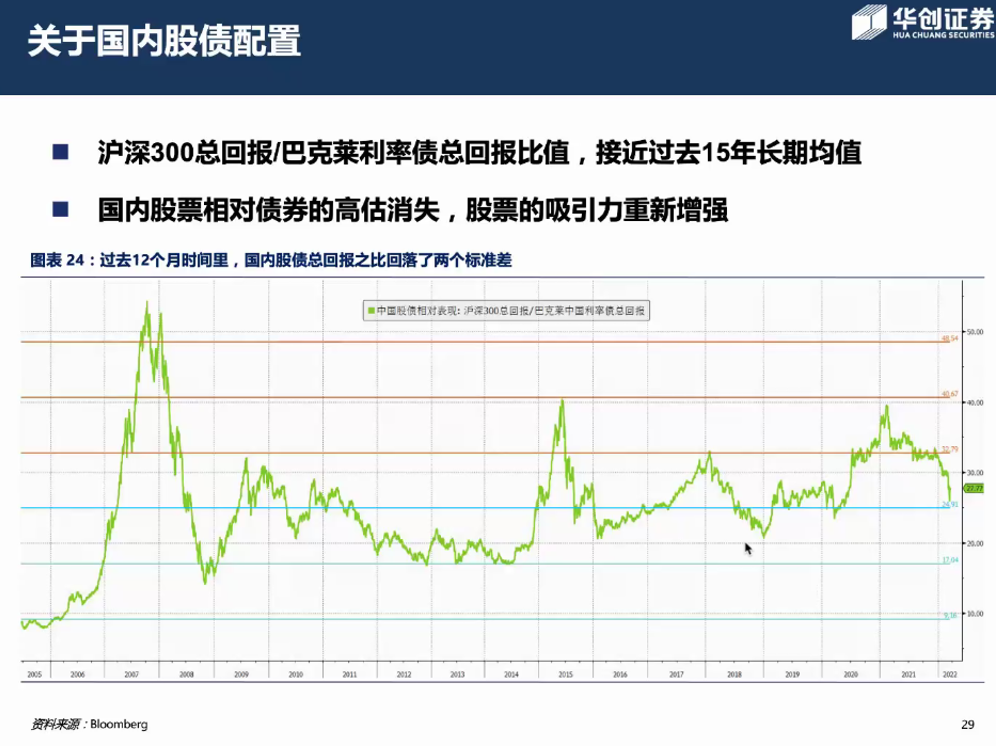 关于国内股债配置
华创证券
HUA CHUANG SECURITIES
■ 沪深300总回报/巴克莱利率债总回报比值，接近过去15年长期均值
■ 国内股票相对债券的高估消失，股票的吸引力重新增强
图表 24：过去12个月时间里，国内股债总回报之比回落了两个标准差
中国股债相对表现: 沪深300总回报/巴克莱中国利率债总回报
50.00
48.54
40.67
40.00
32.79
30.00
27.77
24.91
20.00
17.04
10.00
9.16
2005 2006 2007 2008 2009 2010 2011 2012 2013 2014 2015 2016 2017 2018 2019 2020 2021 2022
资料来源：Bloomberg
29